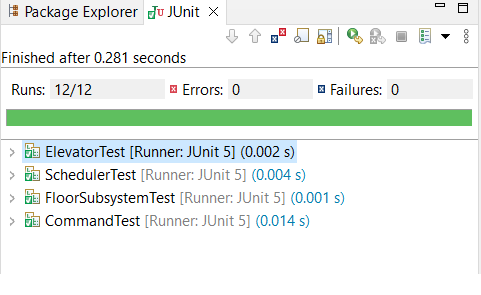 Package Explorer JUnit
Finished after 0.281 seconds
Runs: 12/12 Errors: 0 Failures: 0
ElevatorTest [Runner: JUnit 5] (0.002 s)
SchedulerTest [Runner: JUnit 5] (0.004 s)
FloorSubsystemTest [Runner: JUnit 5] (0.001 s)
CommandTest [Runner: JUnit 5] (0.014 s)